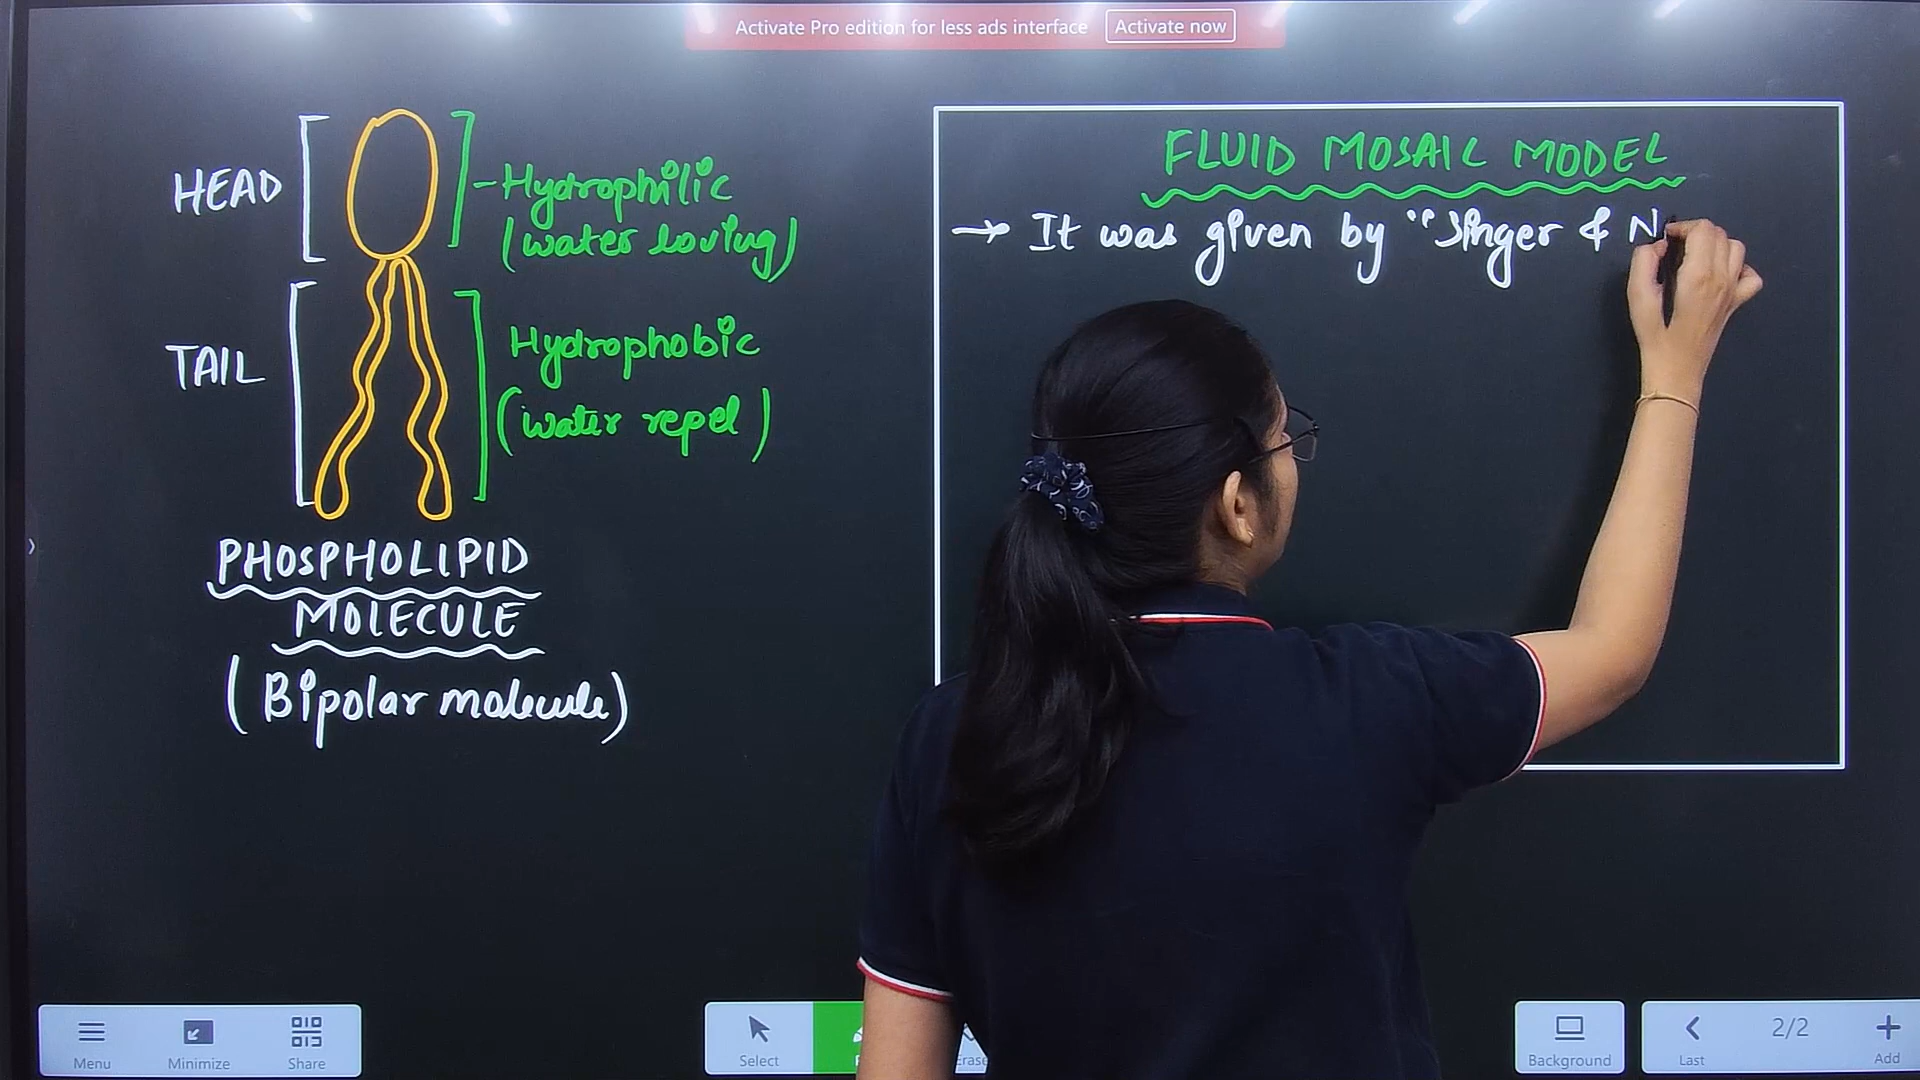 Activate Pro edition for less ads interface Activate now
HEAD
- Hydrophilic
(water loving)
TAIL
Hydrophobic
(water repel)
PHOSPHOLIPID
MOLECULE
(Bipolar molecule)
FLUID MOSAIC MODEL
→ It was given by "Singer & N
Menu
Minimize
Share
Select
Erase
Background
Last
2/2
Add